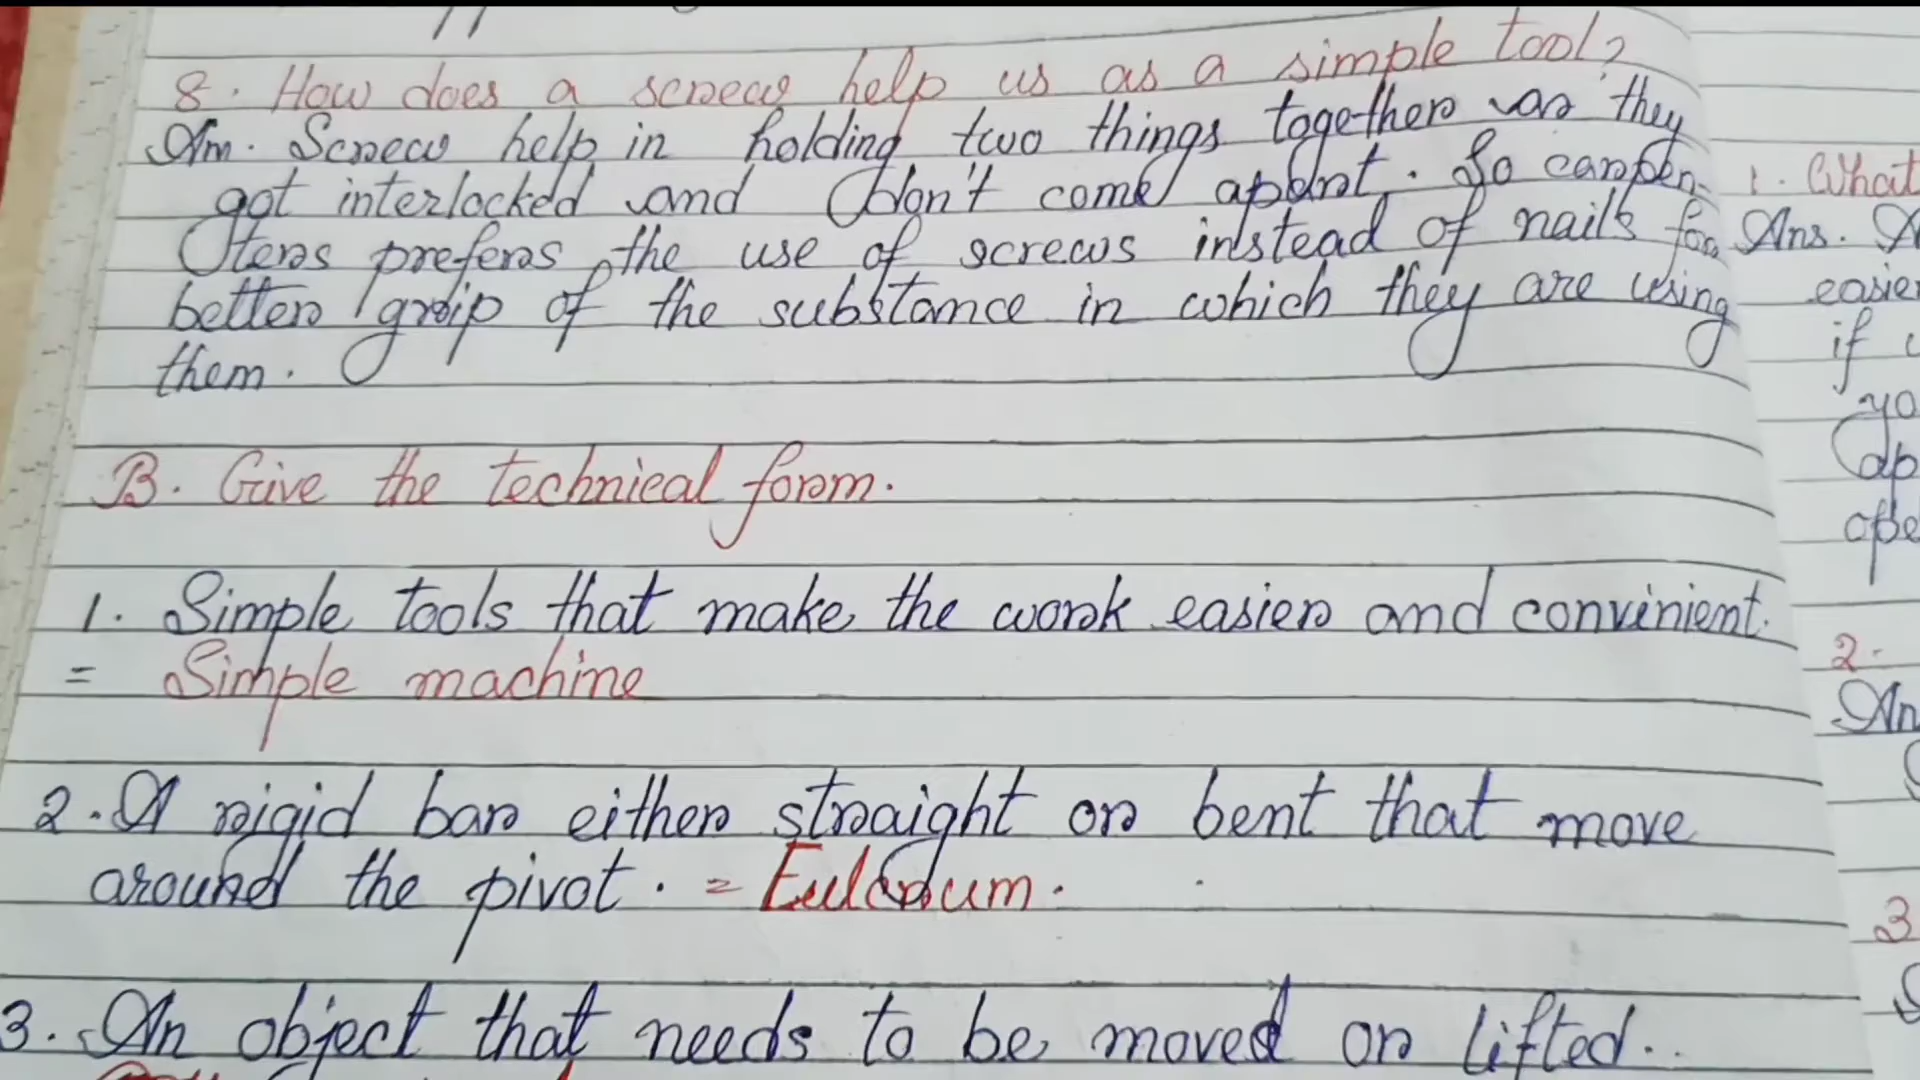 8. How does a screw help us as a simple tool?
Ans. Screw help in holding two things together as they
got interlocked and don't come apart. So carpen-
ters prefers the use of screws instead of nails for
better grip of the substance in which they are using
them.
B. Give the technical form.
1. Simple tools that make the work easier and convinient.
= Simple machine
2. A rigid bar either straight or bent that move
around the pivot. = Fulcrum.
3. An object that needs to be moved or lifted.
1. What
Ans. A
easier
if
yo
ap
ope
2.
An
3